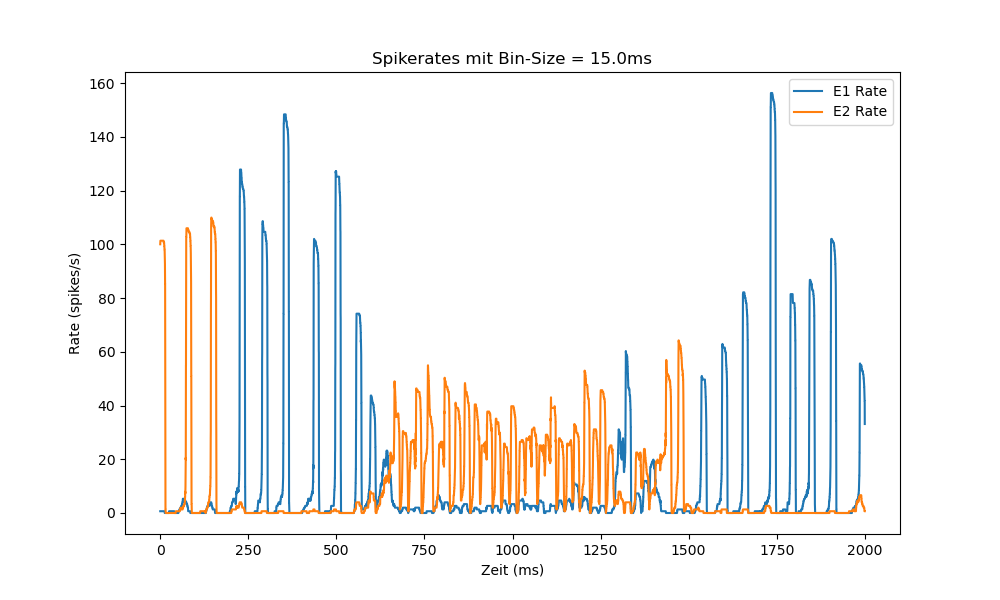 Spikerates mit Bin-Size = 15.0ms
E1 Rate
E2 Rate
160
140
120
100
80
60
40
20
0
Rate (spikes/s)
0 250 500 750 1000 1250 1500 1750 2000
Zeit (ms)